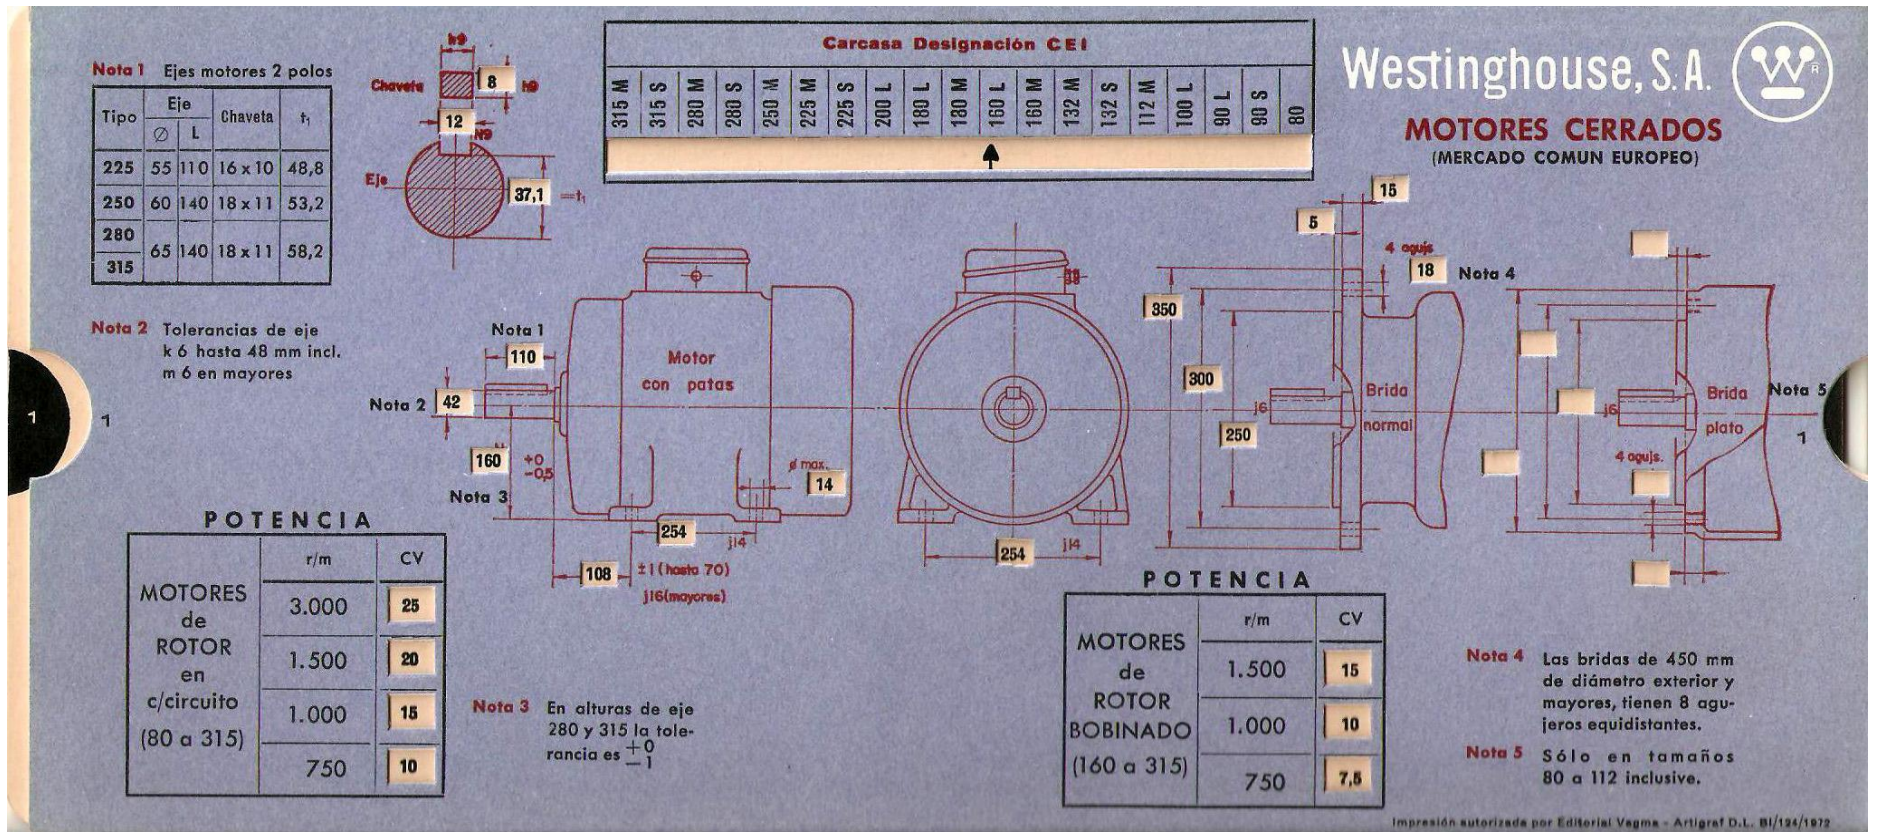 Westinghouse, S.A.
MOTORES CERRADOS
(MERCADO COMUN EUROPEO)
Carcasa Designación CEI
315 M
315 S
280 M
280 S
250 M
225 M
225 S
200 L
180 L
180 M
160 L
160 M
132 M
132 S
112 M
100 L
90 L
90 S
80
Nota 1 Ejes motores 2 polos
Tipo Eje Chaveta t₁
Ø L
225 55 110 16 x 10 48,8
250 60 140 18 x 11 53,2
280
315 65 140 18 x 11 58,2
Nota 2 Tolerancias de eje
k 6 hasta 48 mm incl.
m 6 en mayores
h9
Chaveta 8 h9
12
N9
Eje 37,1 =t₁
Nota 1
110
Nota 2 42
160 +0
-0,5
Nota 3
Motor
con patas
ø max.
14
254
j14
108 ±1 (hasta 70)
j16(mayores)
254 j14
15
5
4 agujs
18 Nota 4
350
300
250
j6
Brida
normal
j6
Brida
plato
Nota 5
4 agujs.
1
1
1
POTENCIA
MOTORES
de
ROTOR
en
c/circuito
(80 a 315)
r/m CV
3.000 25
1.500 20
1.000 15
750 10
Nota 3 En alturas de eje
280 y 315 la tole-
rancia es +0
−1
POTENCIA
MOTORES
de
ROTOR
BOBINADO
(160 a 315)
r/m CV
1.500 15
1.000 10
750 7,5
Nota 4 Las bridas de 450 mm
de diámetro exterior y
mayores, tienen 8 agu-
jeros equidistantes.
Nota 5 Sólo en tamaños
80 a 112 inclusive.
Impresión autorizada por Editorial Vagma - Artigraf D.L. BI/124/1972